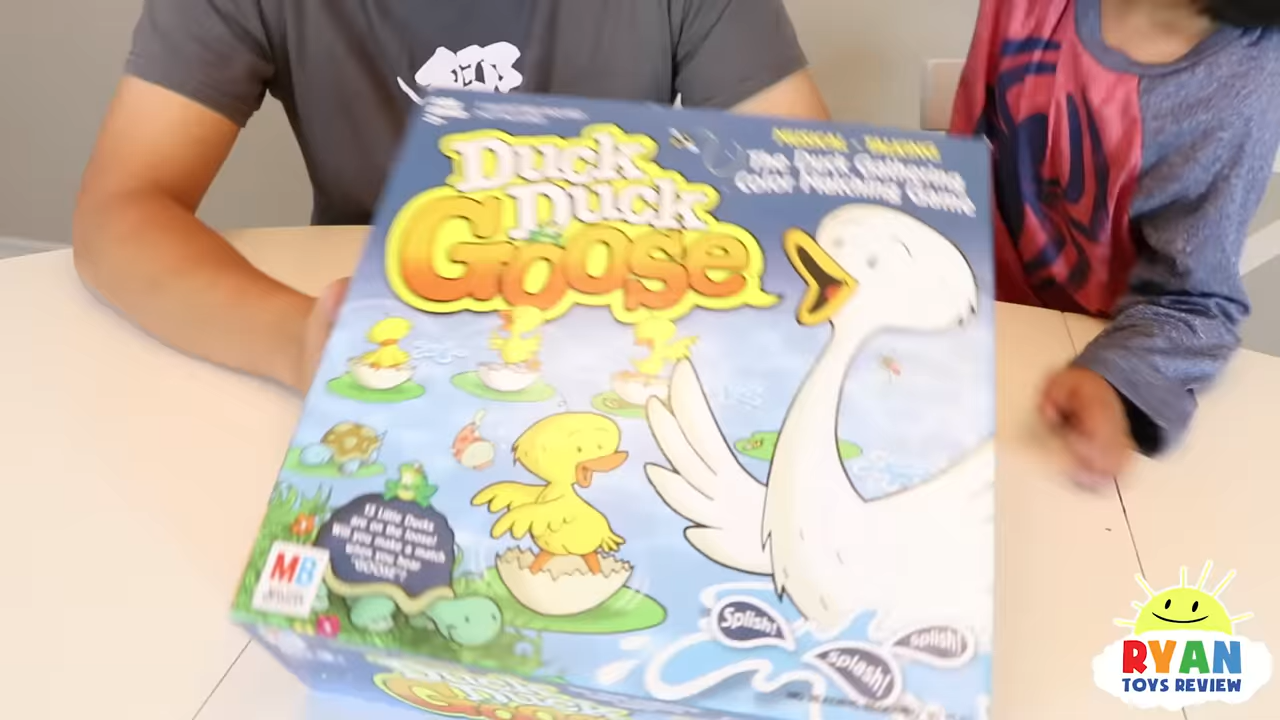 Duck
Duck
Goose
The Duck Galloping
Color Matching Game
13 Little Ducks
are on the loose!
Will you make a match
when you hear
"GOOSE"?
MB
Splish!
splash!
splish!
RYAN
TOYS REVIEW